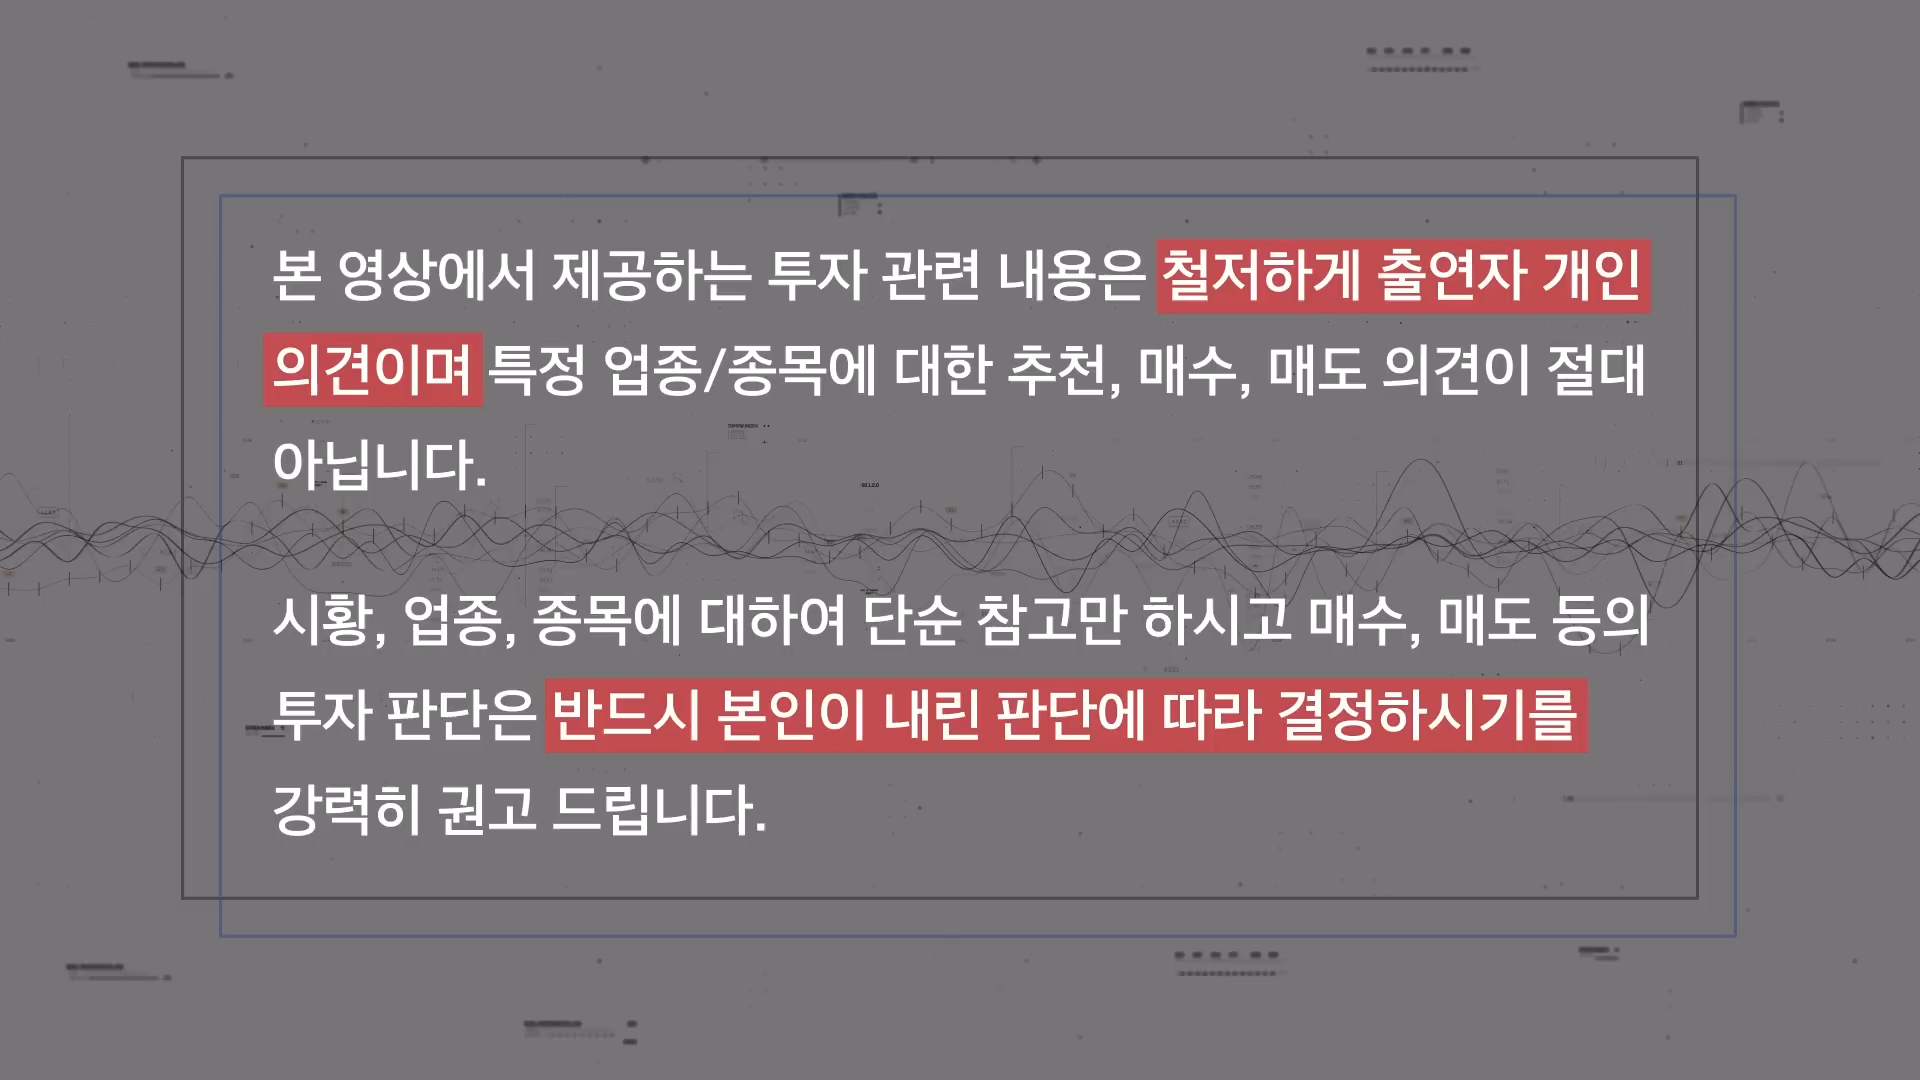 본 영상에서 제공하는 투자 관련 내용은 철저하게 출연자 개인
의견이며 특정 업종/종목에 대한 추천, 매수, 매도 의견이 절대
아닙니다.
시황, 업종, 종목에 대하여 단순 참고만 하시고 매수, 매도 등의
투자 판단은 반드시 본인이 내린 판단에 따라 결정하시기를
강력히 권고 드립니다.